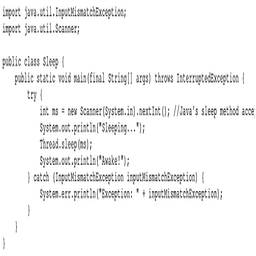 import java.util.InputMismatchException;
import java.util.Scanner;
public class Sleep {
public static void main(final String[] args) throws InterruptedException {
try {
int ms = new Scanner(System.in).nextInt(); //Java's sleep method acce
System.out.println("Sleeping...");
Thread.sleep(ms);
System.out.println("Awake!");
} catch (InputMismatchException inputMismatchException) {
System.err.println("Exception: " + inputMismatchException);
}
}
}